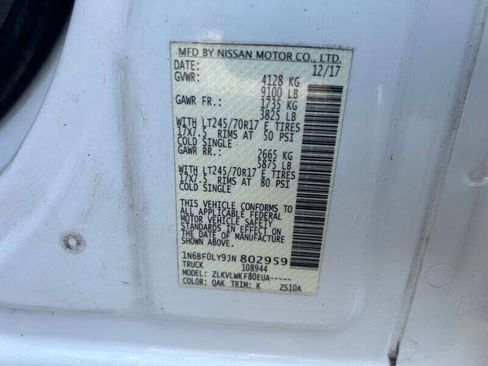 MFD BY NISSAN MOTOR CO., LTD.
DATE: 12/17
GVWR: 4128 KG
9100 LB
GAWR FR.: 1735 KG
3825 LB
WITH LT245/70R17 E TIRES
17X7.5 RIMS AT 50 PSI
COLD SINGLE
GAWR RR.: 2665 KG
5875 LB
WITH LT245/70R17 E TIRES
17X7.5 RIMS AT 80 PSI
COLD SINGLE
THIS VEHICLE CONFORMS TO
ALL APPLICABLE FEDERAL
MOTOR VEHICLE SAFETY
STANDARDS IN EFFECT ON THE
DATE OF MANUFACTURE
SHOWN ABOVE.
1N6BF0LY9JN802959
TRUCK 108944
MODEL: ZLKVLWKF80EUA-----
COLOR: QAK TRIM: K ZS10A